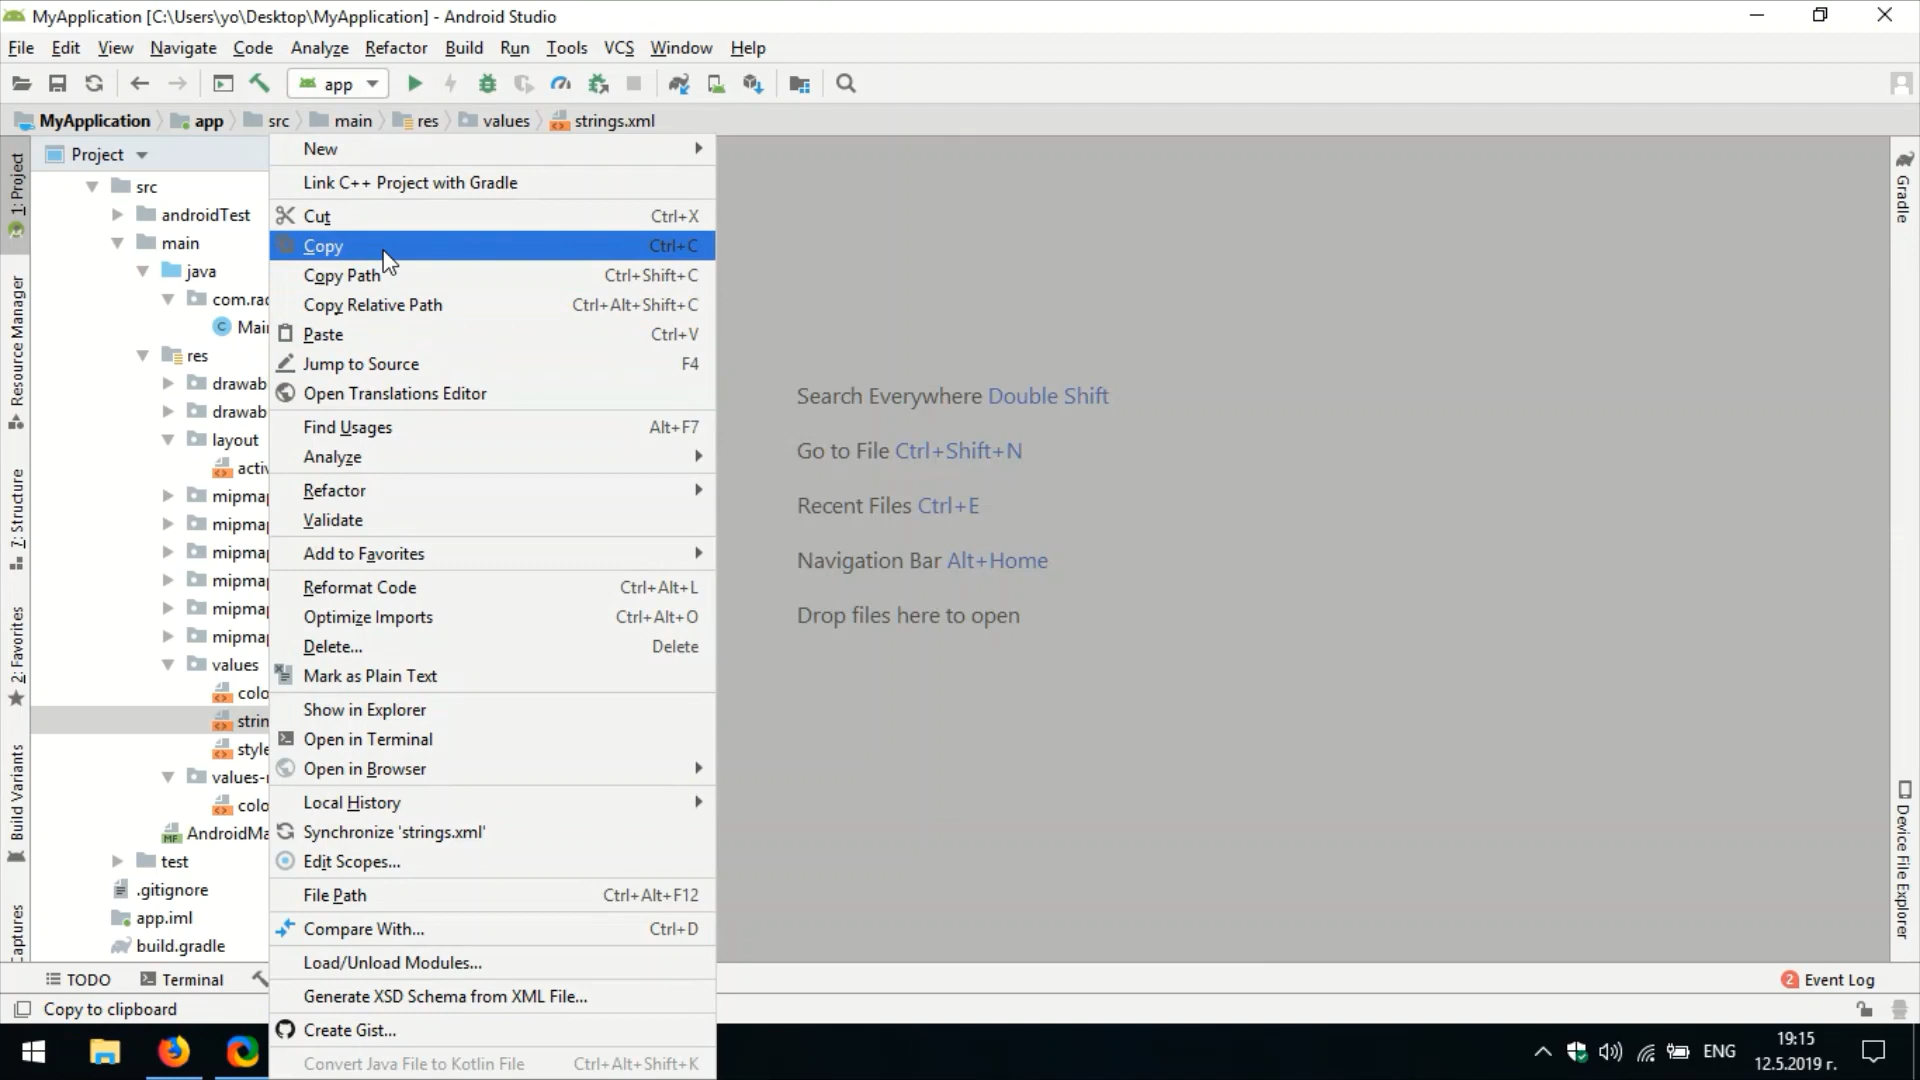 MyApplication [C:\Users\yo\Desktop\MyApplication] - Android Studio
File Edit View Navigate Code Analyze Refactor Build Run Tools VCS Window Help
app
MyApplication app src main res values strings.xml
1: Project
Resource Manager
7: Structure
2: Favorites
Build Variants
Captures
Project
src
androidTest
main
java
com.rad
Mai
res
drawab
drawab
layout
activ
mipmap
mipmap
mipmap
mipmap
mipmap
mipmap
values
colo
strin
style
values-
colo
AndroidMa
test
.gitignore
app.iml
build.gradle
New
Link C++ Project with Gradle
Cut Ctrl+X
Copy Ctrl+C
Copy Path Ctrl+Shift+C
Copy Relative Path Ctrl+Alt+Shift+C
Paste Ctrl+V
Jump to Source F4
Open Translations Editor
Find Usages Alt+F7
Analyze
Refactor
Validate
Add to Favorites
Reformat Code Ctrl+Alt+L
Optimize Imports Ctrl+Alt+O
Delete... Delete
Mark as Plain Text
Show in Explorer
Open in Terminal
Open in Browser
Local History
Synchronize 'strings.xml'
Edit Scopes...
File Path Ctrl+Alt+F12
Compare With... Ctrl+D
Load/Unload Modules...
Generate XSD Schema from XML File...
Create Gist...
Convert Java File to Kotlin File Ctrl+Alt+Shift+K
Search Everywhere Double Shift
Go to File Ctrl+Shift+N
Recent Files Ctrl+E
Navigation Bar Alt+Home
Drop files here to open
Gradle
Device File Explorer
TODO Terminal
2 Event Log
Copy to clipboard
ENG
19:15
12.5.2019 г.